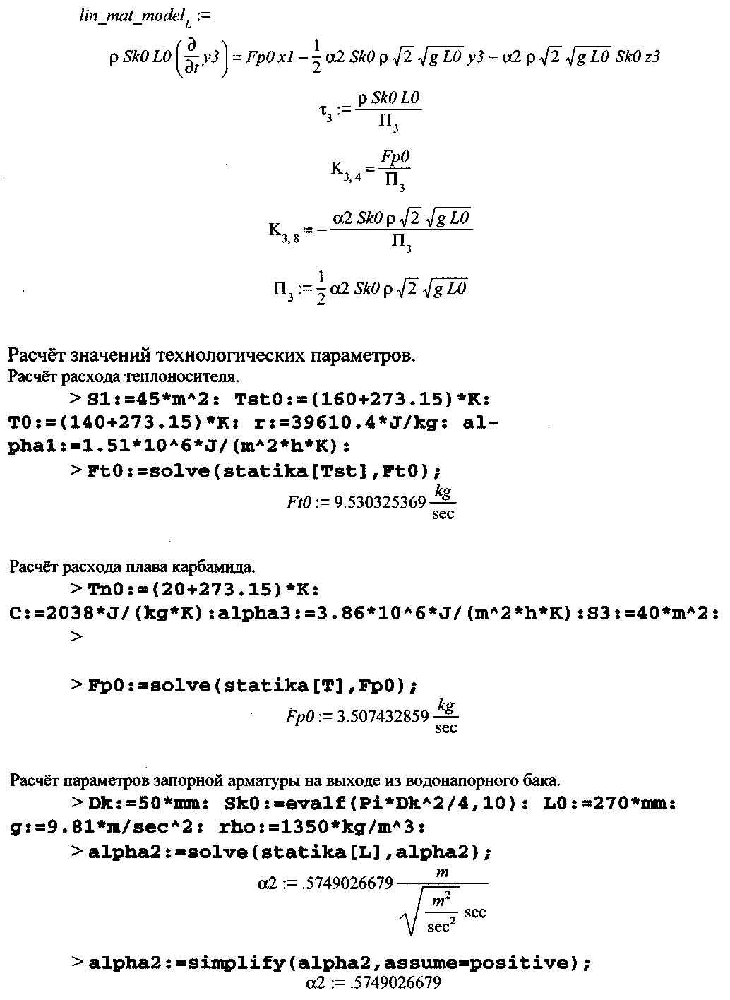 lin_mat_model_L :=
ρ Sk0 L0 (∂/∂t y3) = Fp0 x1 − 1/2 α2 Sk0 ρ √2 √(g L0) y3 − α2 ρ √2 √(g L0) Sk0 z3
τ_3 := ρ Sk0 L0 / Π_3
Κ_3, 4 = Fp0 / Π_3
Κ_3, 8 = − α2 Sk0 ρ √2 √(g L0) / Π_3
Π_3 := 1/2 α2 Sk0 ρ √2 √(g L0)
Расчёт значений технологических параметров.
Расчёт расхода теплоносителя.
> S1:=45*m^2: Tst0:=(160+273.15)*K:
T0:=(140+273.15)*K: r:=39610.4*J/kg: al-
pha1:=1.51*10^6*J/(m^2*h*K):
> Ft0:=solve(statika[Tst],Ft0);
Ft0 := 9.530325369 kg/sec
Расчёт расхода плава карбамида.
> Tn0:=(20+273.15)*K:
C:=2038*J/(kg*K):alpha3:=3.86*10^6*J/(m^2*h*K):S3:=40*m^2:
>
> Fp0:=solve(statika[T],Fp0);
Fp0 := 3.507432859 kg/sec
Расчёт параметров запорной арматуры на выходе из водонапорного бака.
> Dk:=50*mm: Sk0:=evalf(Pi*Dk^2/4,10): L0:=270*mm:
g:=9.81*m/sec^2: rho:=1350*kg/m^3:
> alpha2:=solve(statika[L],alpha2);
α2 := .5749026679 m / (√(m²/sec²) sec)
> alpha2:=simplify(alpha2,assume=positive);
α2 := .5749026679